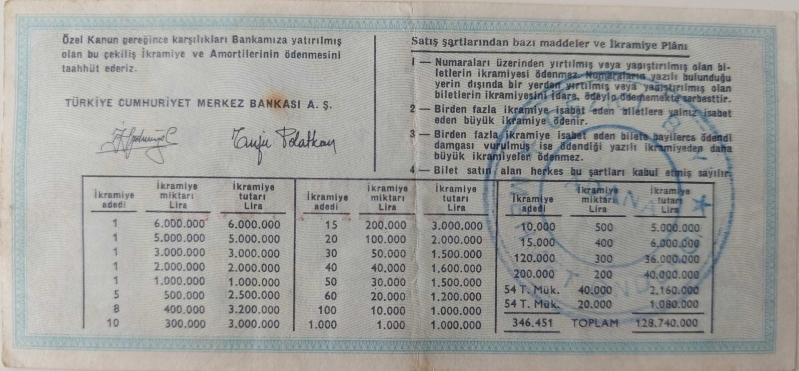 Özel Kanun gereğince karşılıkları Bankamıza yatırılmış
olan bu çekiliş İkramiye ve Amortilerinin ödenmesini
taahhüt ederiz.
TÜRKİYE CUMHURİYET MERKEZ BANKASI A. Ş.
Satış şartlarından bazı maddeler ve İkramiye Plânı
1 — Numaraları üzerinden yırtılmış veya yapıştırılmış olan bi-
letlerin ikramiyesi ödenmez. Numaraların yazılı bulunduğu
yerin dışında bir yerden yırtılmış veya yapıştırılmış olan
biletlerin ikramiyesini idare, ödeyip ödememekte serbesttir.
2 — Birden fazla ikramiye isabet eden biletlere yalnız isabet
eden büyük ikramiye ödenir.
3 — Birden fazla ikramiye isabet eden bilete bayilerce ödendi
damgası vurulmuş ise ödendiği yazılı ikramiyeden daha
büyük ikramiyeler ödenmez.
4 — Bilet satın alan herkes bu şartları kabul etmiş sayılır.
İkramiye adedi İkramiye miktarı Lira İkramiye tutarı Lira İkramiye adedi İkramiye miktarı Lira İkramiye tutarı Lira İkramiye adedi İkramiye miktarı Lira İkramiye tutarı Lira
1 6.000.000 6.000.000 15 200.000 3.000.000 10,000 500 5.000.000
1 5.000.000 5.000.000 20 100.000 2.000.000 15.000 400 6.000.000
1 3.000.000 3.000.000 30 50.000 1.500.000 120.000 300 36.000.000
1 2.000.000 2.000.000 40 40.000 1.600.000 200.000 200 40.000.000
1 1.000.000 1.000.000 50 30.000 1.500.000 54 T. Mük. 40.000 2.160.000
5 500.000 2.500.000 60 20.000 1.200.000 54 T. Mük. 20.000 1.080.000
8 400.000 3.200.000 100 10.000 1.000.000 346.451 TOPLAM 128.740.000
10 300.000 3.000.000 1.000 1.000 1.000.000